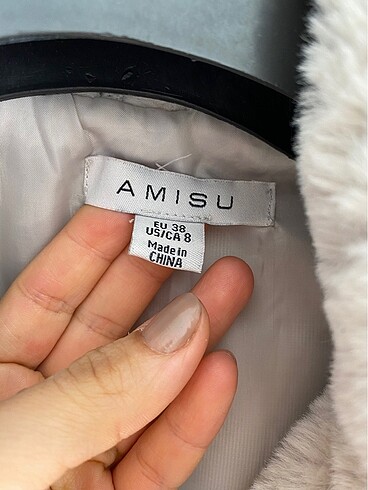 AMISU
EU 38
US/CA 8
Made in
CHINA